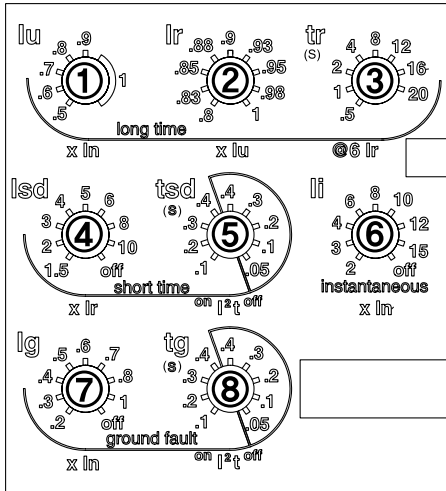 Iu Ir tr
(S)
.5 .6 .7 .8 .9 1
1
.8 .83 .85 .88 .9 .93 .95 .98 1
2
.5 1 2 4 8 12 16 20
3
long time
x In x Iu @6 Ir
Isd tsd Ii
(s)
1.5 2 3 4 5 6 8 10 off
4
.1 .2 .3 .4 .4 .3 .2 .1 .05
5
2 3 4 6 8 10 12 15 off
6
short time on I²t off instantaneous
x Ir x In
Ig tg
(s)
.2 .3 .4 .5 .6 .7 .8 1 off
7
.1 .2 .3 .4 .4 .3 .2 .1 .05
8
ground fault on I²t off
x In